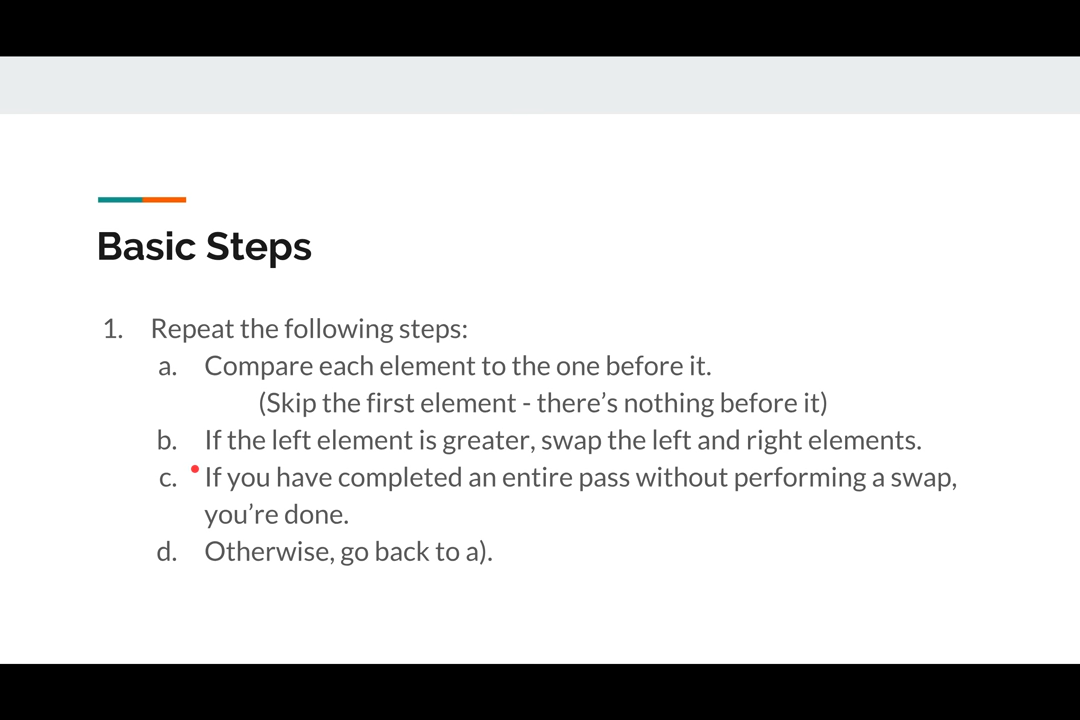 Basic Steps
1. Repeat the following steps:
a. Compare each element to the one before it.
(Skip the first element - there’s nothing before it)
b. If the left element is greater, swap the left and right elements.
c. If you have completed an entire pass without performing a swap,
you’re done.
d. Otherwise, go back to a).